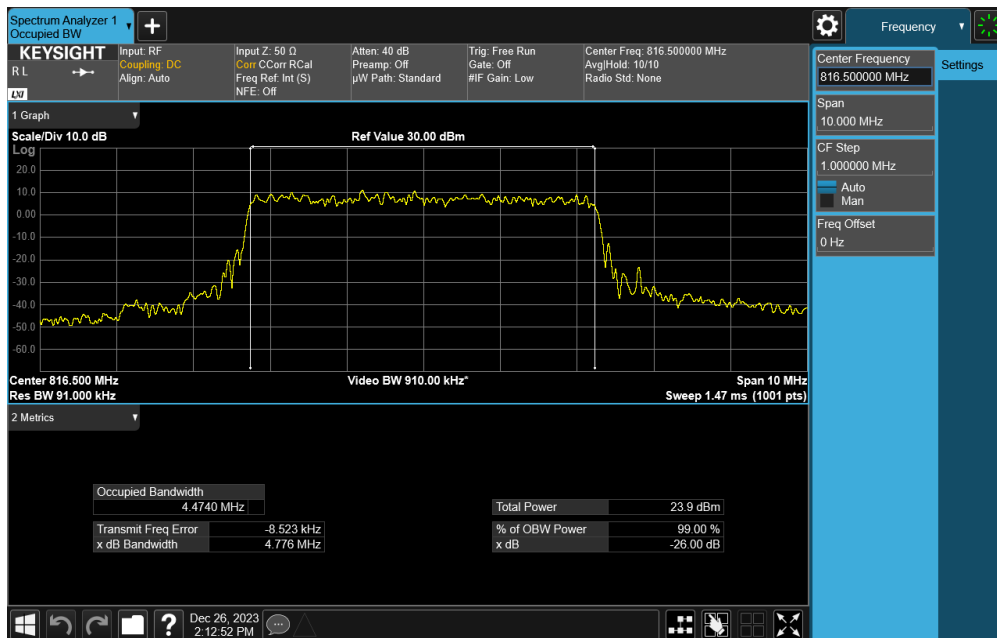 Spectrum Analyzer 1
Occupied BW
Frequency
KEYSIGHT
R L
LXI
Input: RF
Coupling: DC
Align: Auto
Input Z: 50 Ω
Corr CCorr RCal
Freq Ref: Int (S)
NFE: Off
Atten: 40 dB
Preamp: Off
µW Path: Standard
Trig: Free Run
Gate: Off
#IF Gain: Low
Center Freq: 816.500000 MHz
Avg|Hold: 10/10
Radio Std: None
Center Frequency
816.500000 MHz
Settings
Span
10.000 MHz
CF Step
1.000000 MHz
Auto
Man
Freq Offset
0 Hz
1 Graph
Scale/Div 10.0 dB
Ref Value 30.00 dBm
Log
20.0
10.0
0.00
-10.0
-20.0
-30.0
-40.0
-50.0
-60.0
Center 816.500 MHz
Video BW 910.00 kHz*
Span 10 MHz
Res BW 91.000 kHz
Sweep 1.47 ms (1001 pts)
2 Metrics
Occupied Bandwidth
4.4740 MHz
Total Power 23.9 dBm
Transmit Freq Error -8.523 kHz
% of OBW Power 99.00 %
x dB Bandwidth 4.776 MHz
x dB -26.00 dB
Dec 26, 2023
2:12:52 PM